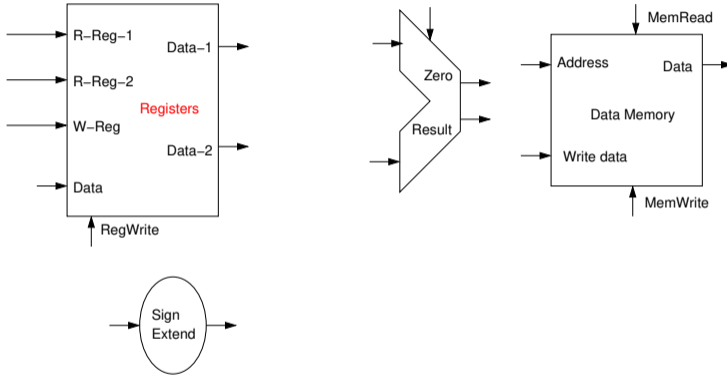 R–Reg–1
Data–1
R–Reg–2
Registers
W–Reg
Data–2
Data
RegWrite
Zero
Result
MemRead
Address
Data
Data Memory
Write data
MemWrite
Sign
Extend